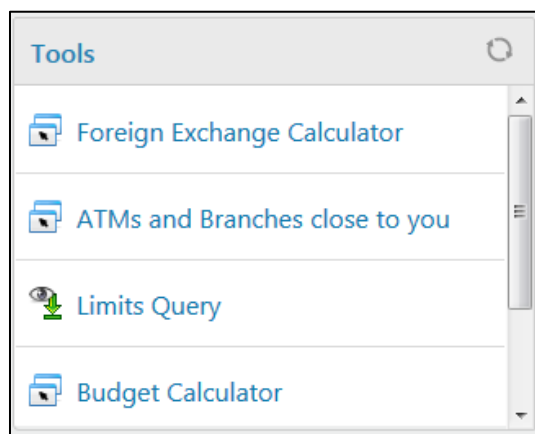 Tools
Foreign Exchange Calculator
ATMs and Branches close to you
Limits Query
Budget Calculator